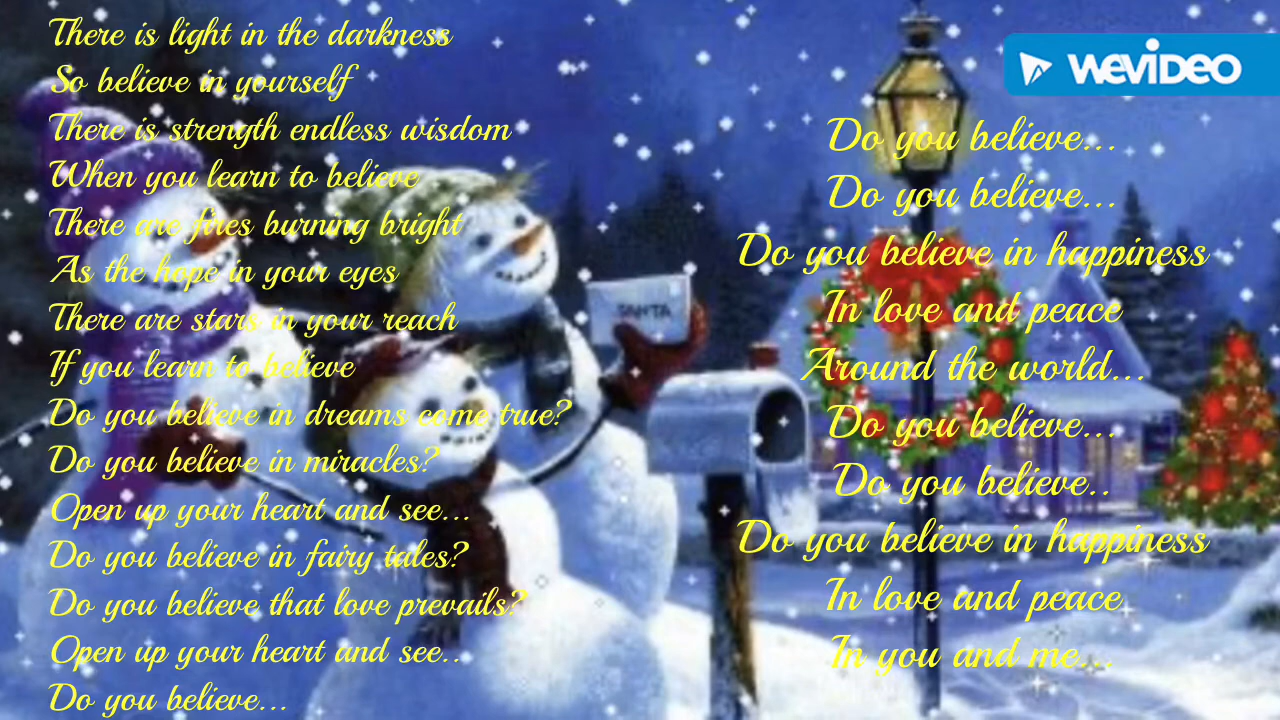 There is light in the darkness
So believe in yourself
There is strength endless wisdom
When you learn to believe
There are fires burning bright
As the hope in your eyes
There are stars in your reach
If you learn to believe
Do you believe in dreams come true?
Do you believe in miracles?
Open up your heart and see...
Do you believe in fairy tales?
Do you believe that love prevails?
Open up your heart and see..
Do you believe...
WEVIDEO
Do you believe...
Do you believe...
Do you believe in happiness
In love and peace
Around the world...
Do you believe...
Do you believe..
Do you believe in happiness
In love and peace
In you and me...
SANTA